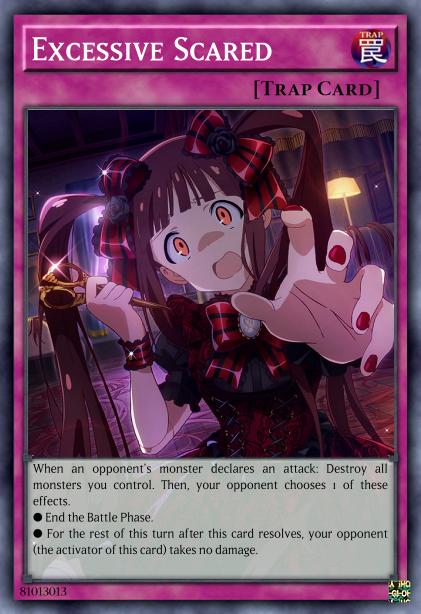 Excessive Scared
TRAP
罠
[Trap Card]
When an opponent's monster declares an attack: Destroy all
monsters you control. Then, your opponent chooses 1 of these
effects.
● End the Battle Phase.
● For the rest of this turn after this card resolves, your opponent
(the activator of this card) takes no damage.
81013013